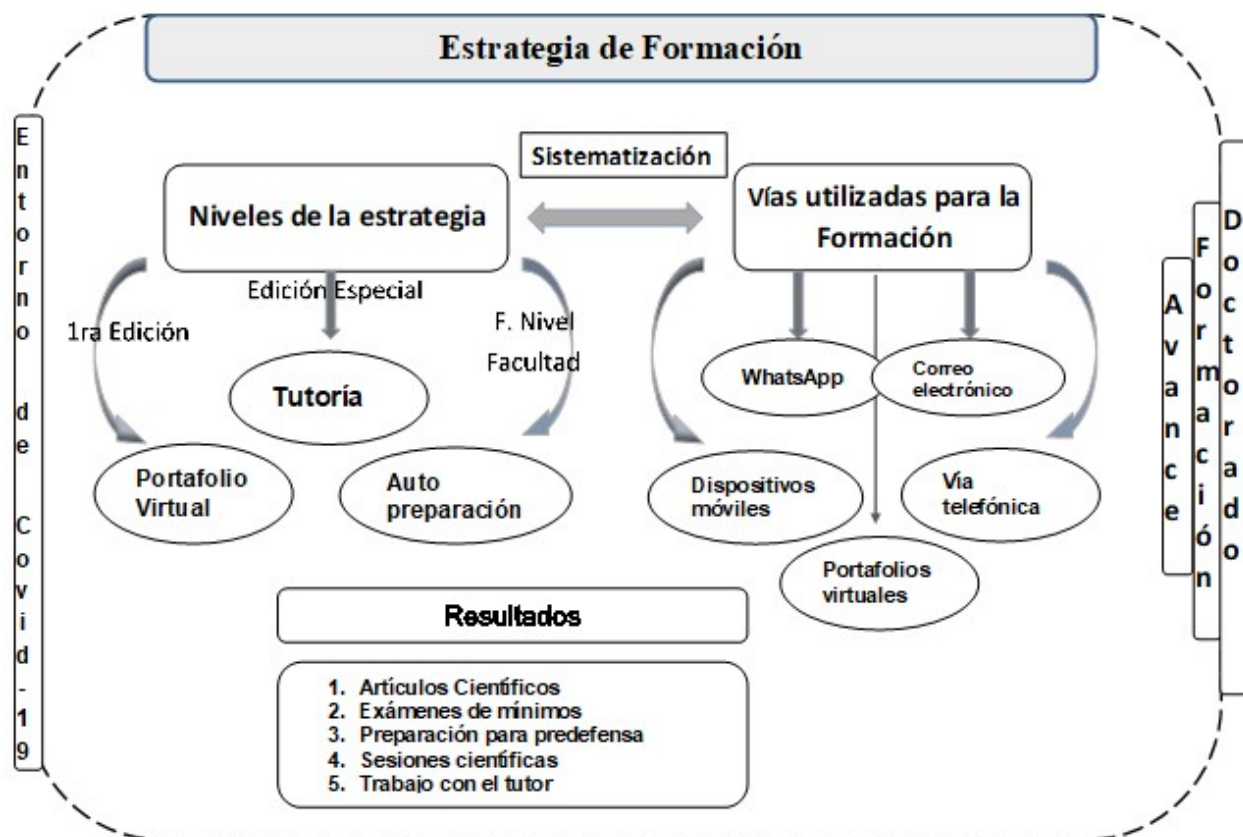 Estrategia de Formación
Entorno de Covid-19
Sistematización
Niveles de la estrategia
Vías utilizadas para la
Formación
Edición Especial
1ra Edición
F. Nivel
Facultad
Tutoría
Portafolio
Virtual
Auto
preparación
WhatsApp
Correo
electrónico
Dispositivos
móviles
Vía
telefónica
Portafolios
virtuales
Avance
Formación
Doctorado
Resultados
1. Artículos Científicos
2. Exámenes de mínimos
3. Preparación para predefensa
4. Sesiones científicas
5. Trabajo con el tutor